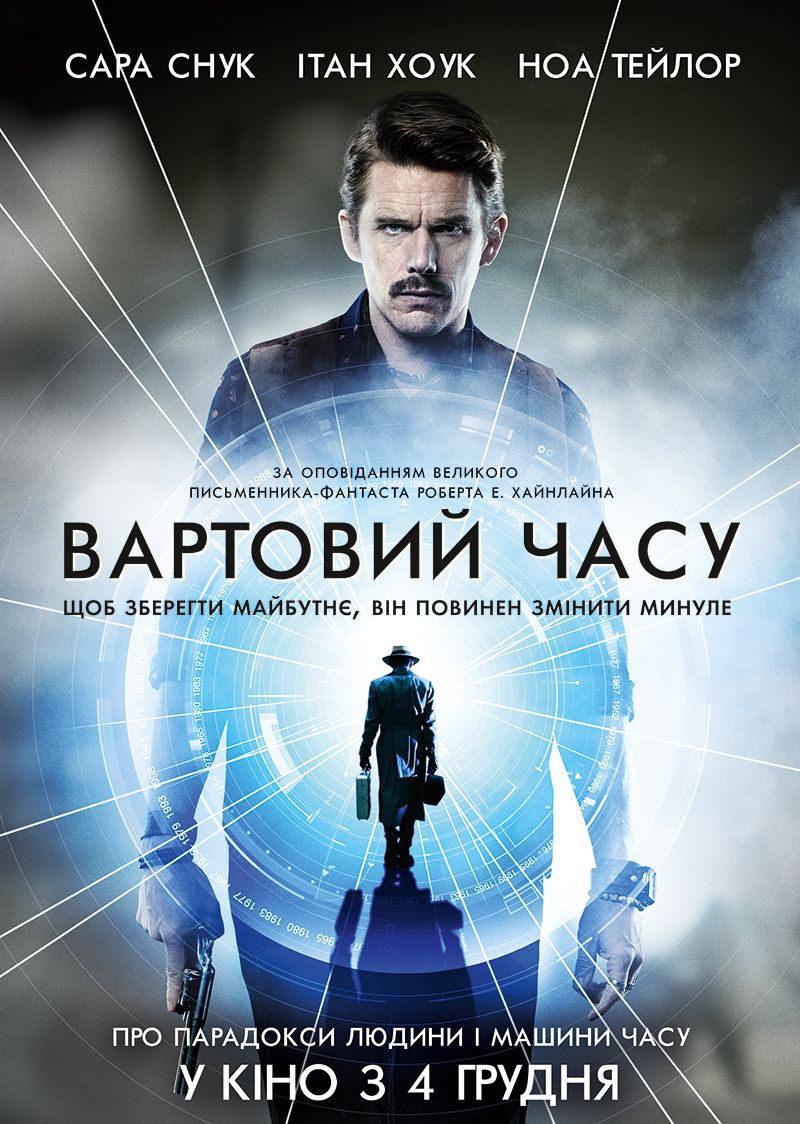 САРА СНУК ІТАН ХОУК НОА ТЕЙЛОР
ЗА ОПОВІДАННЯМ ВЕЛИКОГО
ПИСЬМЕННИКА-ФАНТАСТА РОБЕРТА Е. ХАЙНЛАЙНА
ВАРТОВИЙ ЧАСУ
ЩОБ ЗБЕРЕГТИ МАЙБУТНЄ, ВІН ПОВИНЕН ЗМІНИТИ МИНУЛЕ
ПРО ПАРАДОКСИ ЛЮДИНИ І МАШИНИ ЧАСУ
У КІНО З 4 ГРУДНЯ